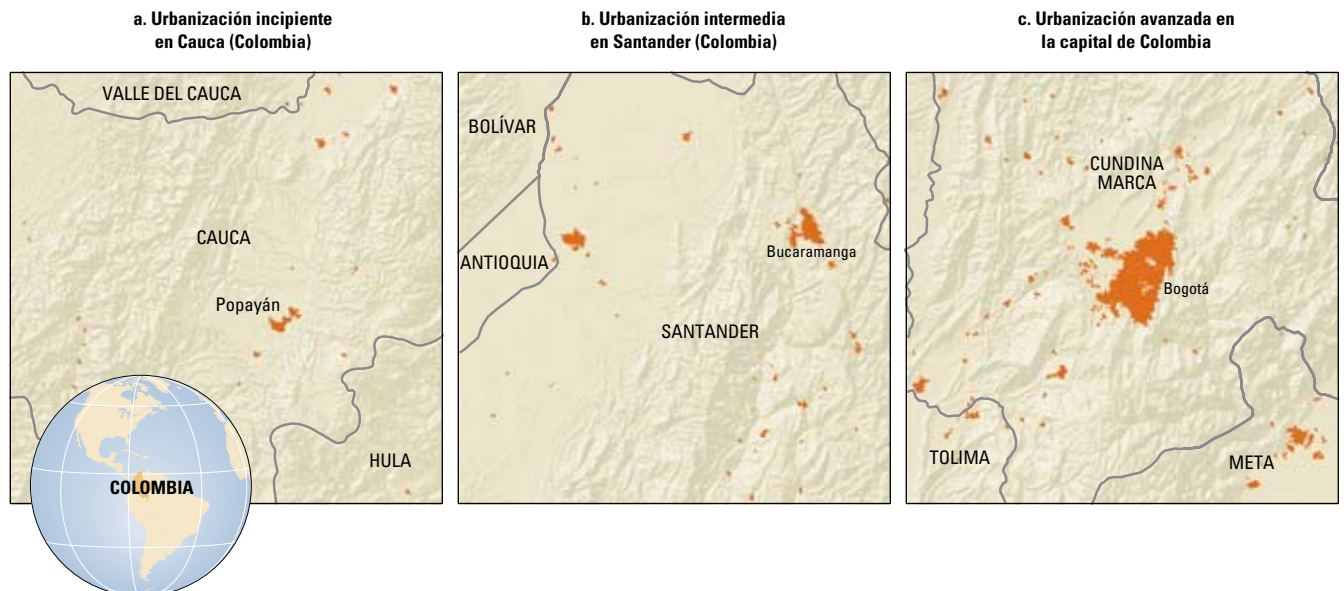 a. Urbanización incipiente
en Cauca (Colombia)
VALLE DEL CAUCA
CAUCA
Popayán
HULA
COLOMBIA
b. Urbanización intermedia
en Santander (Colombia)
BOLÍVAR
ANTIOQUIA
Bucaramanga
SANTANDER
c. Urbanización avanzada en
la capital de Colombia
CUNDINA
MARCA
Bogotá
TOLIMA
META